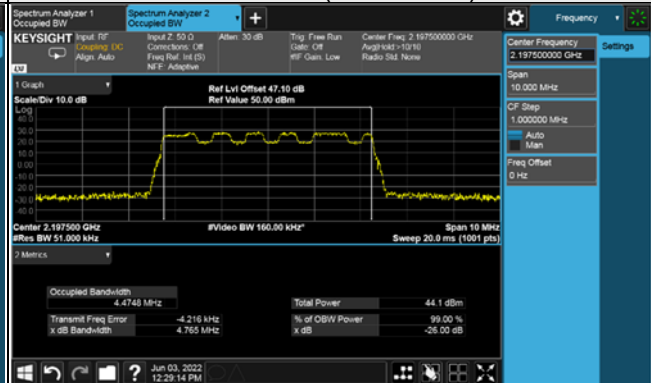 Spectrum Analyzer 1
Occupied BW
Spectrum Analyzer 2
Occupied BW
+
Frequency
KEYSIGHT
Input: RF
Coupling: DC
Align: Auto
Input Z: 50 Ω
Corrections: Off
Freq Ref: Int (S)
NFE: Adaptive
Atten: 30 dB
Trig: Free Run
Gate: Off
#IF Gain: Low
Center Freq: 2.197500000 GHz
Avg|Hold:>10/10
Radio Std: None
LXI
Center Frequency
2.197500000 GHz
Settings
Span
10.000 MHz
CF Step
1.000000 MHz
Auto
Man
Freq Offset
0 Hz
1 Graph
Scale/Div 10.0 dB
Ref Lvl Offset 47.10 dB
Ref Value 50.00 dBm
Log
40.0
30.0
20.0
10.0
0.00
-10.0
-20.0
-30.0
-40.0
Center 2.197500 GHz
#Res BW 51.000 kHz
#Video BW 160.00 kHz*
Span 10 MHz
Sweep 20.0 ms (1001 pts)
2 Metrics
Occupied Bandwidth
4.4748 MHz
Total Power
44.1 dBm
Transmit Freq Error
-4.216 kHz
% of OBW Power
99.00 %
x dB Bandwidth
4.765 MHz
x dB
-26.00 dB
?
Jun 03, 2022
12:29:14 PM